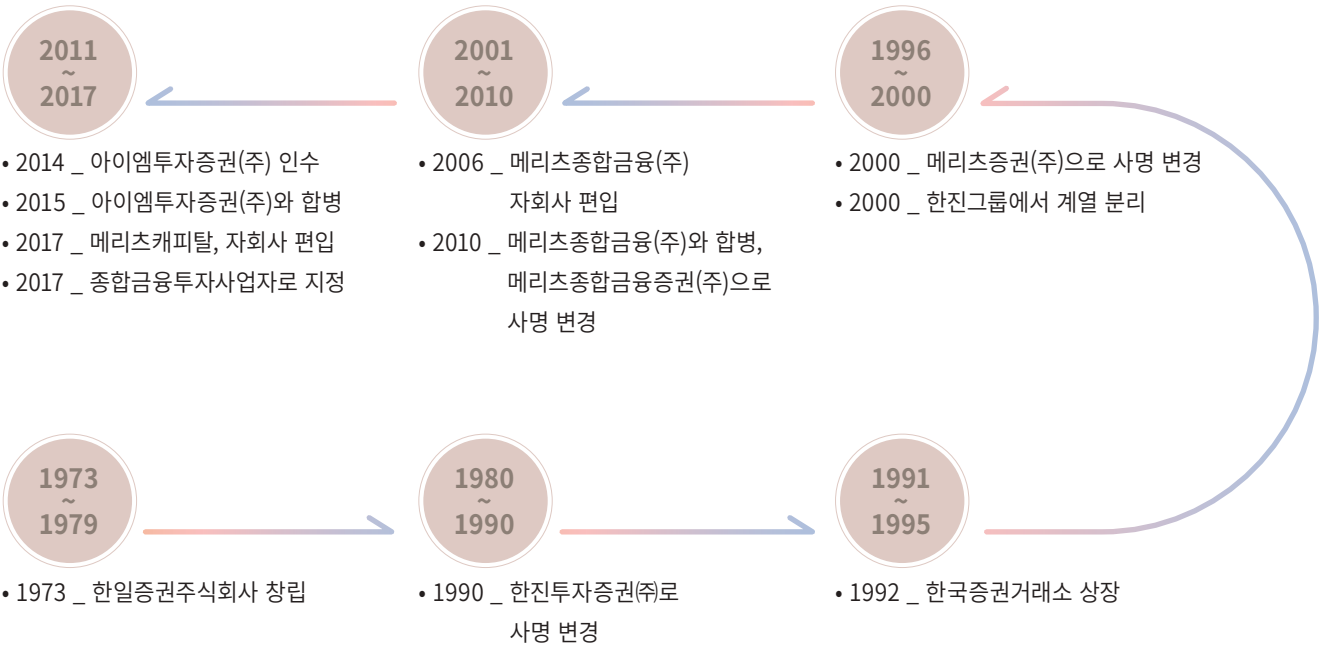 2011
~
2017
• 2014 _ 아이엠투자증권(주) 인수
• 2015 _ 아이엠투자증권(주)와 합병
• 2017 _ 메리츠캐피탈, 자회사 편입
• 2017 _ 종합금융투자사업자로 지정
2001
~
2010
• 2006 _ 메리츠종합금융(주)
자회사 편입
• 2010 _ 메리츠종합금융(주)와 합병,
메리츠종합금융증권(주)으로
사명 변경
1996
~
2000
• 2000 _ 메리츠증권(주)으로 사명 변경
• 2000 _ 한진그룹에서 계열 분리
1973
~
1979
• 1973 _ 한일증권주식회사 창립
1980
~
1990
• 1990 _ 한진투자증권㈜로
사명 변경
1991
~
1995
• 1992 _ 한국증권거래소 상장